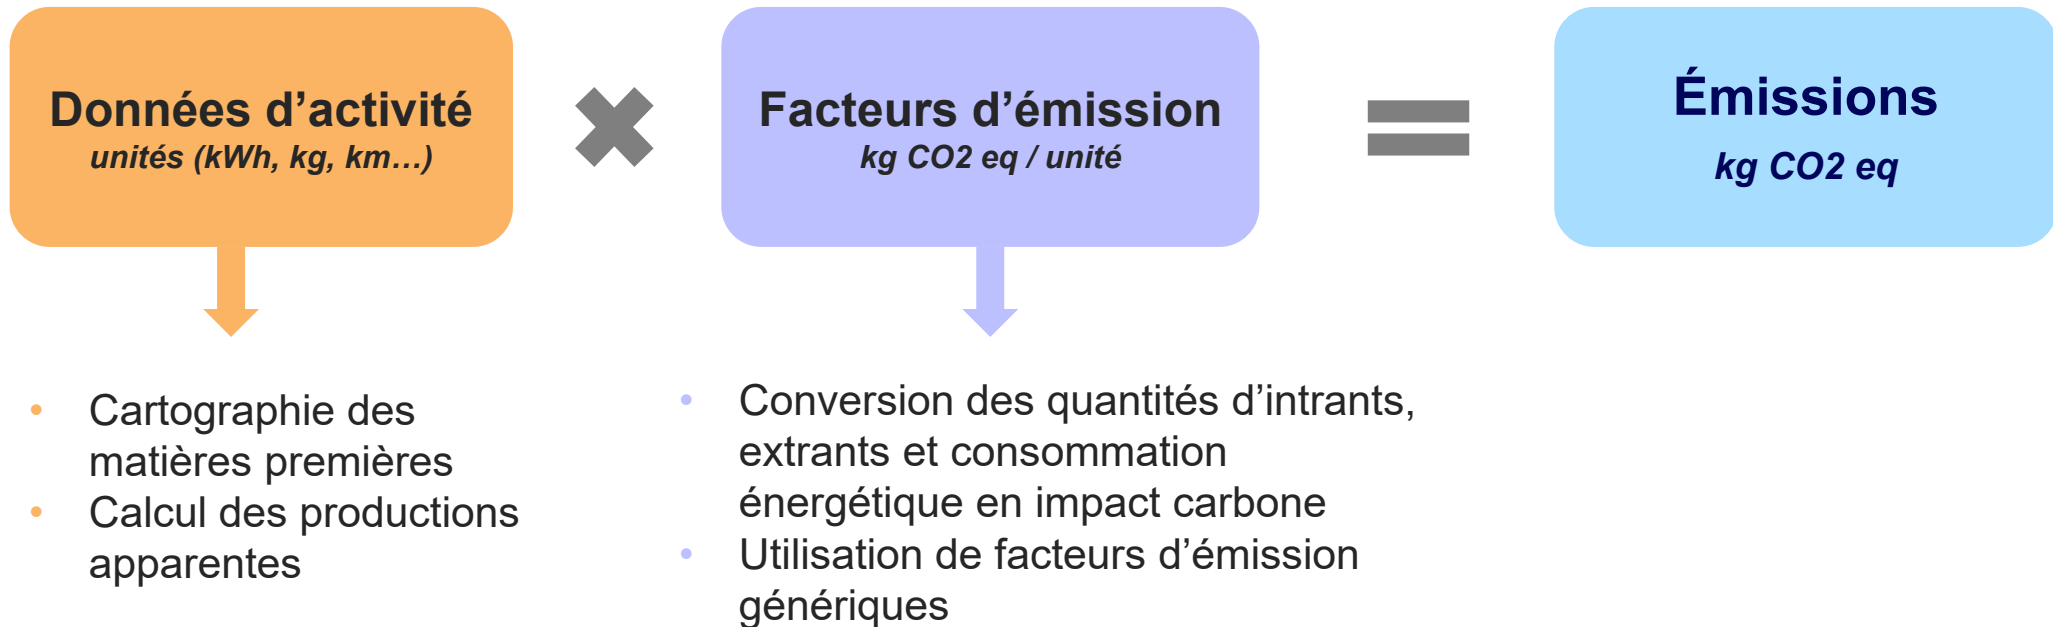 Données d’activité
unités (kWh, kg, km…)
Facteurs d’émission
kg CO2 eq / unité
Émissions
kg CO2 eq
• Cartographie des
matières premières
• Calcul des productions
apparentes
• Conversion des quantités d’intrants,
extrants et consommation
énergétique en impact carbone
• Utilisation de facteurs d’émission
génériques